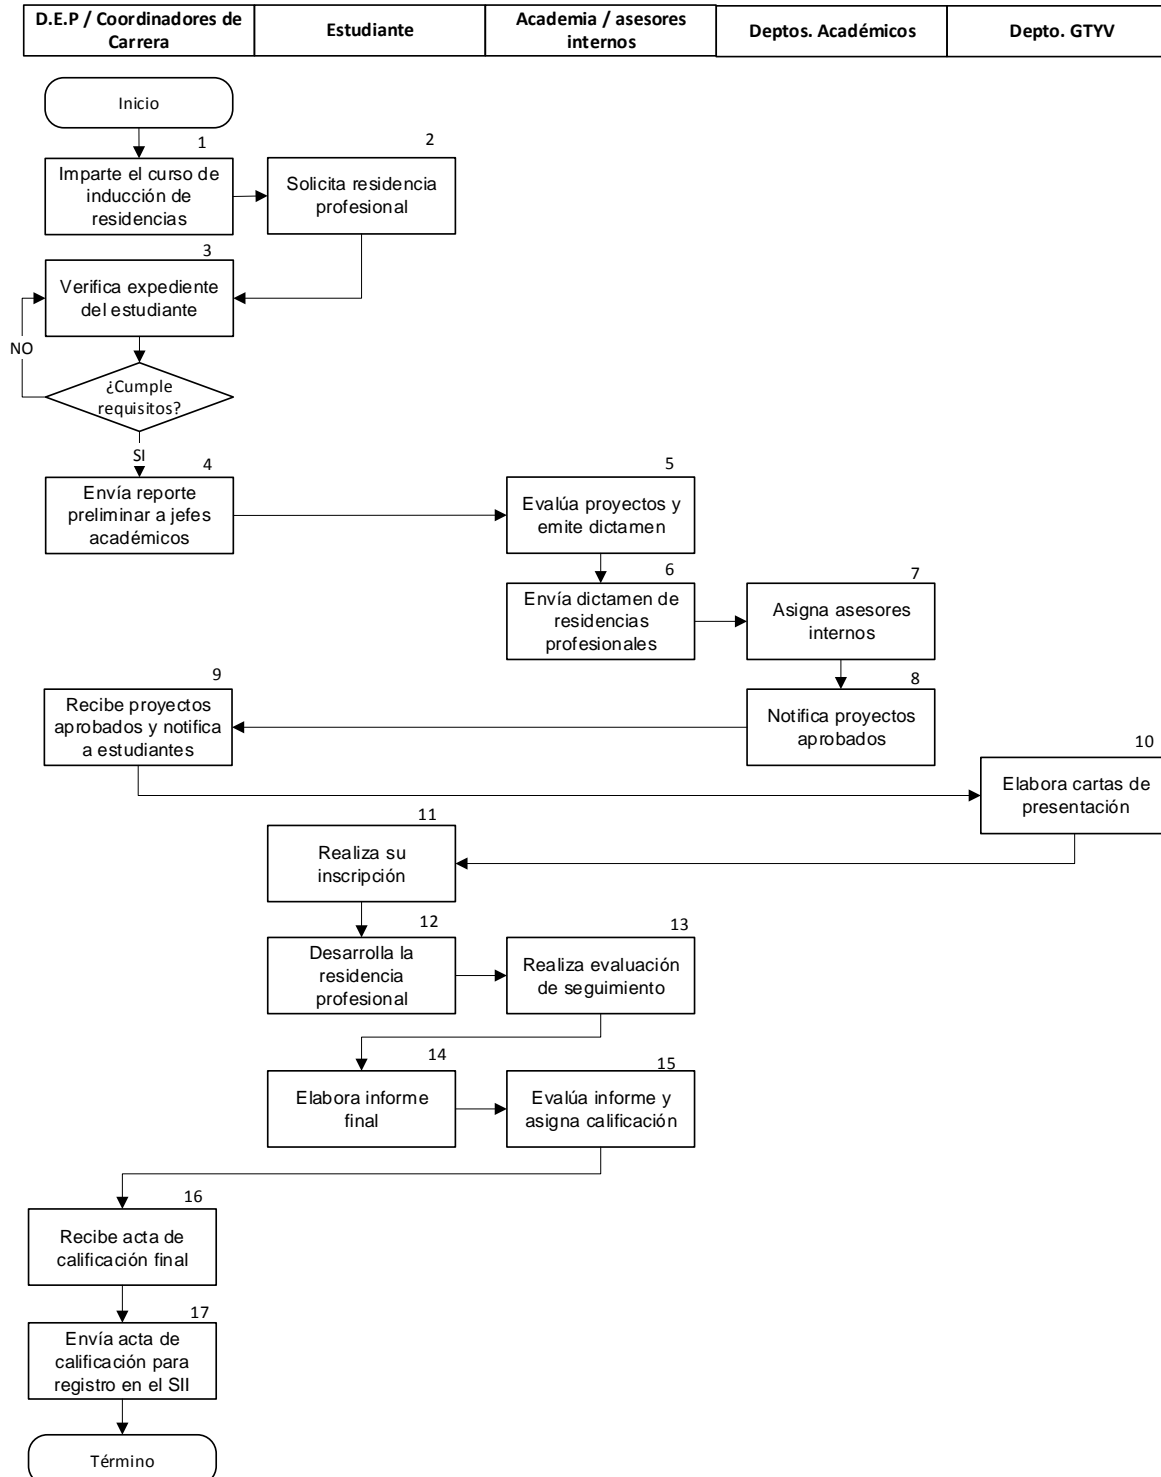 D.E.P / Coordinadores de
Carrera
Estudiante
Academia / asesores
internos
Deptos. Académicos
Depto. GTYV
Inicio
1
Imparte el curso de
inducción de
residencias
2
Solicita residencia
profesional
3
Verifica expediente
del estudiante
NO
¿Cumple
requisitos?
SI
4
Envía reporte
preliminar a jefes
académicos
5
Evalúa proyectos y
emite dictamen
6
Envía dictamen de
residencias
profesionales
7
Asigna asesores
internos
8
Notifica proyectos
aprobados
9
Recibe proyectos
aprobados y notifica
a estudiantes
10
Elabora cartas de
presentación
11
Realiza su
inscripción
12
Desarrolla la
residencia
profesional
13
Realiza evaluación
de seguimiento
14
Elabora informe
final
15
Evalúa informe y
asigna calificación
16
Recibe acta de
calificación final
17
Envía acta de
calificación para
registro en el SII
Término